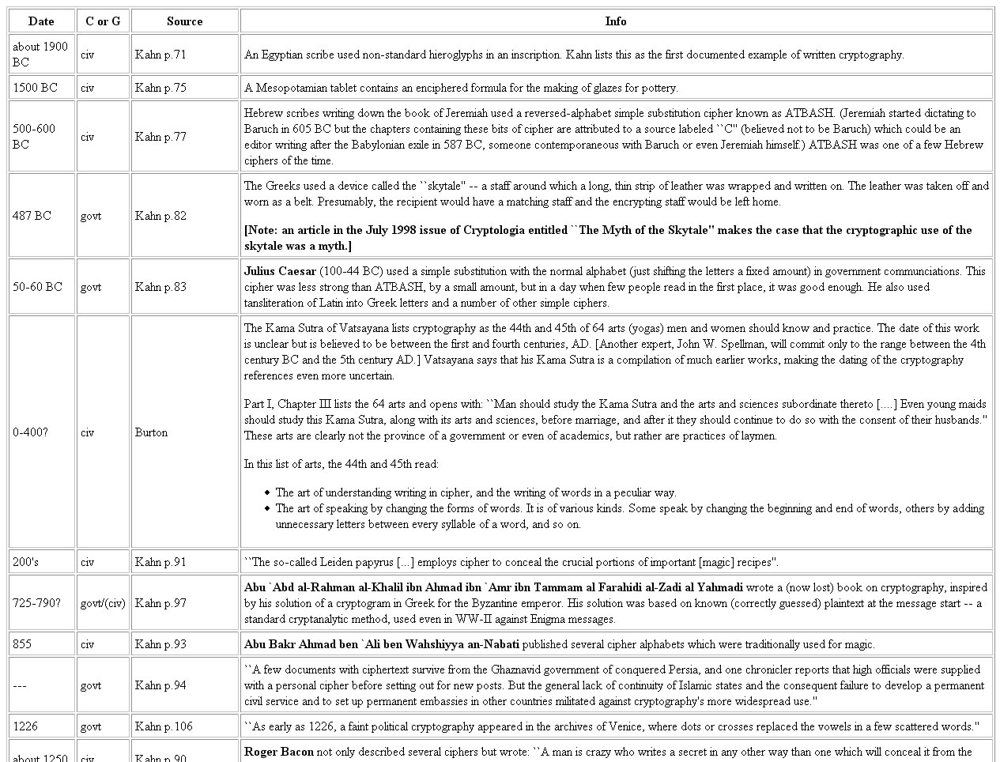 Date C or G Source Info
about 1900
BC
civ
Kahn p.71
An Egyptian scribe used non-standard hieroglyphs in an inscription. Kahn lists this as the first documented example of written cryptography.
1500 BC
civ
Kahn p.75
A Mesopotamian tablet contains an enciphered formula for the making of glazes for pottery.
500-600
BC
civ
Kahn p.77
Hebrew scribes writing down the book of Jeremiah used a reversed-alphabet simple substitution cipher known as ATBASH. (Jeremiah started dictating to
Baruch in 605 BC but the chapters containing these bits of cipher are attributed to a source labeled ``C'' (believed not to be Baruch) which could be an
editor writing after the Babylonian exile in 587 BC, someone contemporaneous with Baruch or even Jeremiah himself.) ATBASH was one of a few Hebrew
ciphers of the time.
487 BC
govt
Kahn p.82
The Greeks used a device called the ``skytale'' -- a staff around which a long, thin strip of leather was wrapped and written on. The leather was taken off and
worn as a belt. Presumably, the recipient would have a matching staff and the encrypting staff would be left home.
[Note: an article in the July 1998 issue of Cryptologia entitled ``The Myth of the Skytale'' makes the case that the cryptographic use of the
skytale was a myth.]
50-60 BC
govt
Kahn p.83
Julius Caesar (100-44 BC) used a simple substitution with the normal alphabet (just shifting the letters a fixed amount) in government communciations. This
cipher was less strong than ATBASH, by a small amount, but in a day when few people read in the first place, it was good enough. He also used
tansliteration of Latin into Greek letters and a number of other simple ciphers.
0-400?
civ
Burton
The Kama Sutra of Vatsayana lists cryptography as the 44th and 45th of 64 arts (yogas) men and women should know and practice. The date of this work
is unclear but is believed to be between the first and fourth centuries, AD. [Another expert, John W. Spellman, will commit only to the range between the 4th
century BC and the 5th century AD.] Vatsayana says that his Kama Sutra is a compilation of much earlier works, making the dating of the cryptography
references even more uncertain.
Part I, Chapter III lists the 64 arts and opens with: ``Man should study the Kama Sutra and the arts and sciences subordinate thereto [....] Even young maids
should study this Kama Sutra, along with its arts and sciences, before marriage, and after it they should continue to do so with the consent of their husbands.''
These arts are clearly not the province of a government or even of academics, but rather are practices of laymen.
In this list of arts, the 44th and 45th read:
• The art of understanding writing in cipher, and the writing of words in a peculiar way.
• The art of speaking by changing the forms of words. It is of various kinds. Some speak by changing the beginning and end of words, others by adding
unnecessary letters between every syllable of a word, and so on.
200's
civ
Kahn p.91
``The so-called Leiden papyrus [...] employs cipher to conceal the crucial portions of important [magic] recipes''.
725-790?
govt/(civ)
Kahn p.97
Abu `Abd al-Rahman al-Khalil ibn Ahmad ibn `Amr ibn Tammam al Farahidi al-Zadi al Yahmadi wrote a (now lost) book on cryptography, inspired
by his solution of a cryptogram in Greek for the Byzantine emperor. His solution was based on known (correctly guessed) plaintext at the message start -- a
standard cryptanalytic method, used even in WW-II against Enigma messages.
855
civ
Kahn p.93
Abu Bakr Ahmad ben `Ali ben Wahshiyya an-Nabati published several cipher alphabets which were traditionally used for magic.
---
govt
Kahn p.94
``A few documents with ciphertext survive from the Ghaznavid government of conquered Persia, and one chronicler reports that high officials were supplied
with a personal cipher before setting out for new posts. But the general lack of continuity of Islamic states and the consequent failure to develop a permanent
civil service and to set up permanent embassies in other countries militated against cryptography's more widespread use.''
1226
govt
Kahn p.106
``As early as 1226, a faint political cryptography appeared in the archives of Venice, where dots or crosses replaced the vowels in a few scattered words.''
about 1250
civ
Kahn p.90
Roger Bacon not only described several ciphers but wrote: ``A man is crazy who writes a secret in any other way than one which will conceal it from the